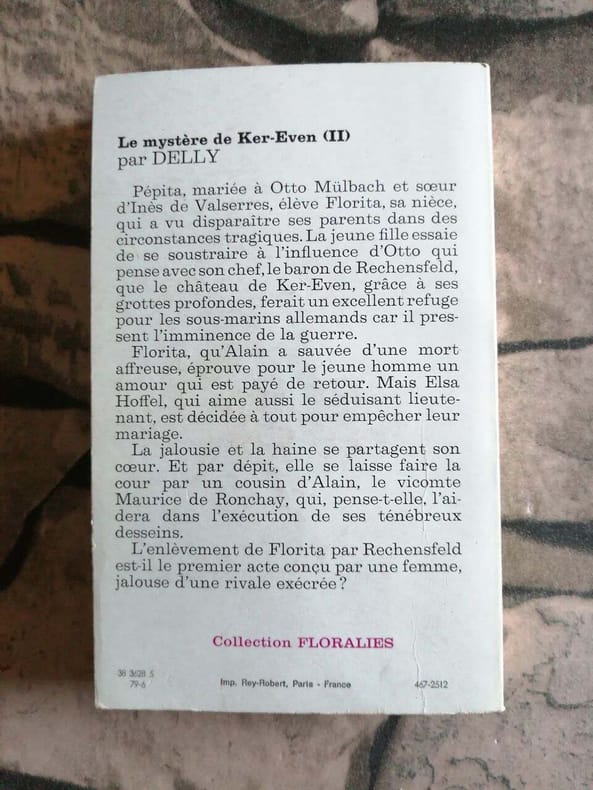 Le mystère de Ker-Even (II)
par DELLY
Pépita, mariée à Otto Mülbach et sœur
d'Inès de Valserres, élève Florita, sa nièce,
qui a vu disparaître ses parents dans des
circonstances tragiques. La jeune fille essaie
de se soustraire à l'influence d'Otto qui
pense avec son chef, le baron de Rechensfeld,
que le château de Ker-Even, grâce à ses
grottes profondes, ferait un excellent refuge
pour les sous-marins allemands car il pres-
sent l'imminence de la guerre.
Florita, qu'Alain a sauvée d'une mort
affreuse, éprouve pour le jeune homme un
amour qui est payé de retour. Mais Elsa
Hoffel, qui aime aussi le séduisant lieute-
nant, est décidée à tout pour empêcher leur
mariage.
La jalousie et la haine se partagent son
cœur. Et par dépit, elle se laisse faire la
cour par un cousin d'Alain, le vicomte
Maurice de Ronchay, qui, pense-t-elle, l'ai-
dera dans l'exécution de ses ténébreux
desseins.
L'enlèvement de Florita par Rechensfeld
est-il le premier acte conçu par une femme,
jalouse d'une rivale exécrée ?
Collection FLORALIES
38 3628 5
79-6
Imp. Rey-Robert, Paris - France
467-2512